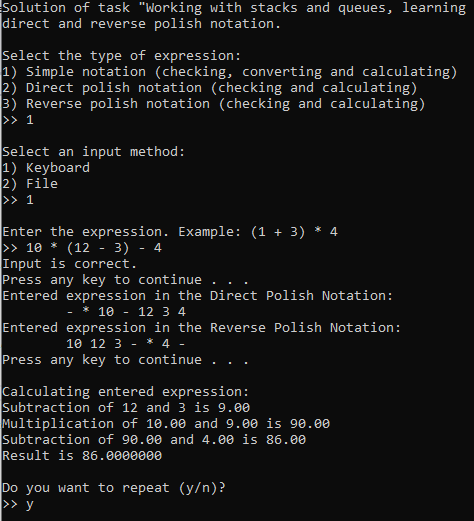 Solution of task "Working with stacks and queues, learning
direct and reverse polish notation.
Select the type of expression:
1) Simple notation (checking, converting and calculating)
2) Direct polish notation (checking and calculating)
3) Reverse polish notation (checking and calculating)
>> 1
Select an input method:
1) Keyboard
2) File
>> 1
Enter the expression. Example: (1 + 3) * 4
>> 10 * (12 - 3) - 4
Input is correct.
Press any key to continue . . .
Entered expression in the Direct Polish Notation:
- * 10 - 12 3 4
Entered expression in the Reverse Polish Notation:
10 12 3 - * 4 -
Press any key to continue . . .
Calculating entered expression:
Subtraction of 12 and 3 is 9.00
Multiplication of 10.00 and 9.00 is 90.00
Subtraction of 90.00 and 4.00 is 86.00
Result is 86.0000000
Do you want to repeat (y/n)?
>> y